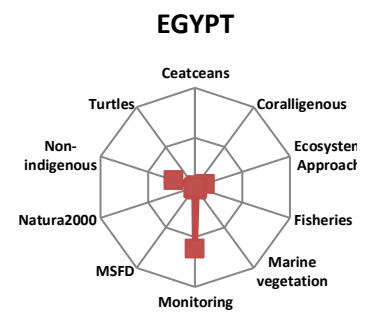 EGYPT
Ceatceans
Turtles
Coralligenous
Non-
indigenous
Ecosysten
Approach
Natura2000
Fisheries
MSFD
Marine
vegetation
Monitoring